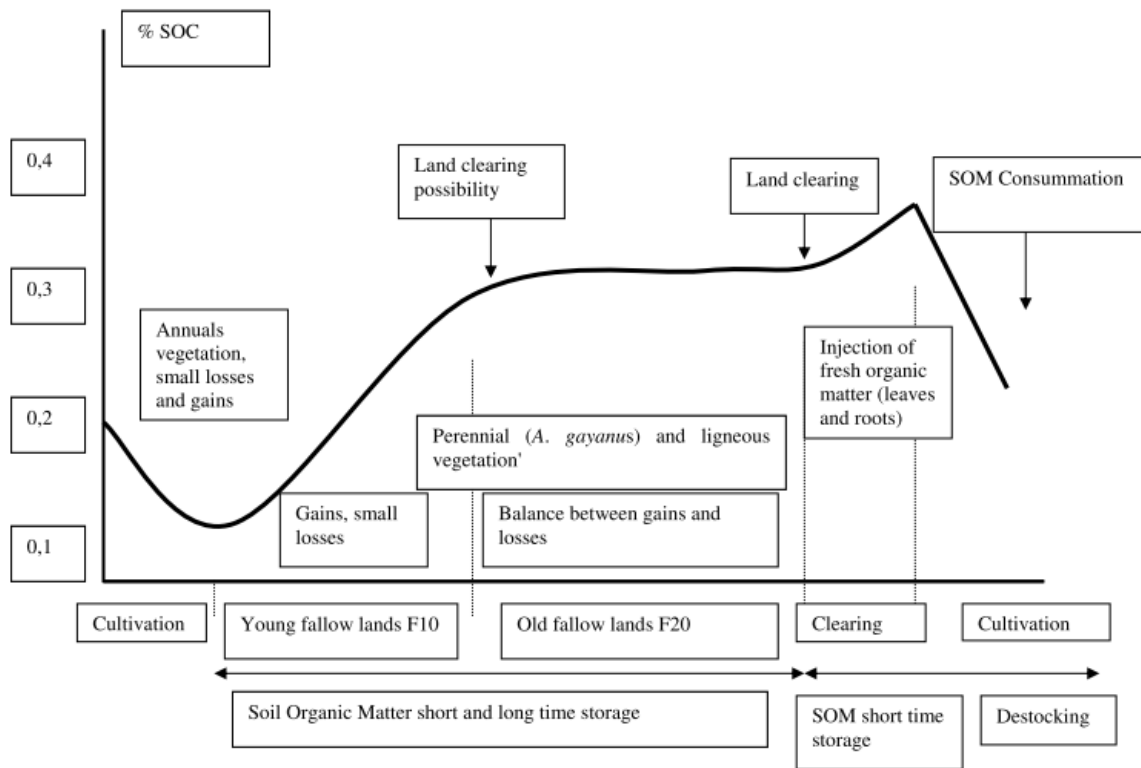 % SOC
0,4
Land clearing
possibility
Land clearing
SOM Consummation
0,3
Annuals
vegetation,
small losses
and gains
Injection of
fresh organic
matter (leaves
and roots)
0,2
Perennial (A. gayanus) and ligneous
vegetation'
Gains, small
losses
Balance between gains and
losses
0,1
Cultivation
Young fallow lands F10
Old fallow lands F20
Clearing
Cultivation
Soil Organic Matter short and long time storage
SOM short time
storage
Destocking